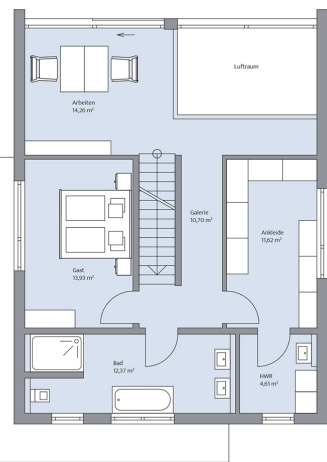 Luftraum
Arbeiten
14,26 m²
Galerie
10,70 m²
Ankleide
11,62 m²
Gast
13,93 m²
Bad
12,37 m²
HWR
4,61 m²